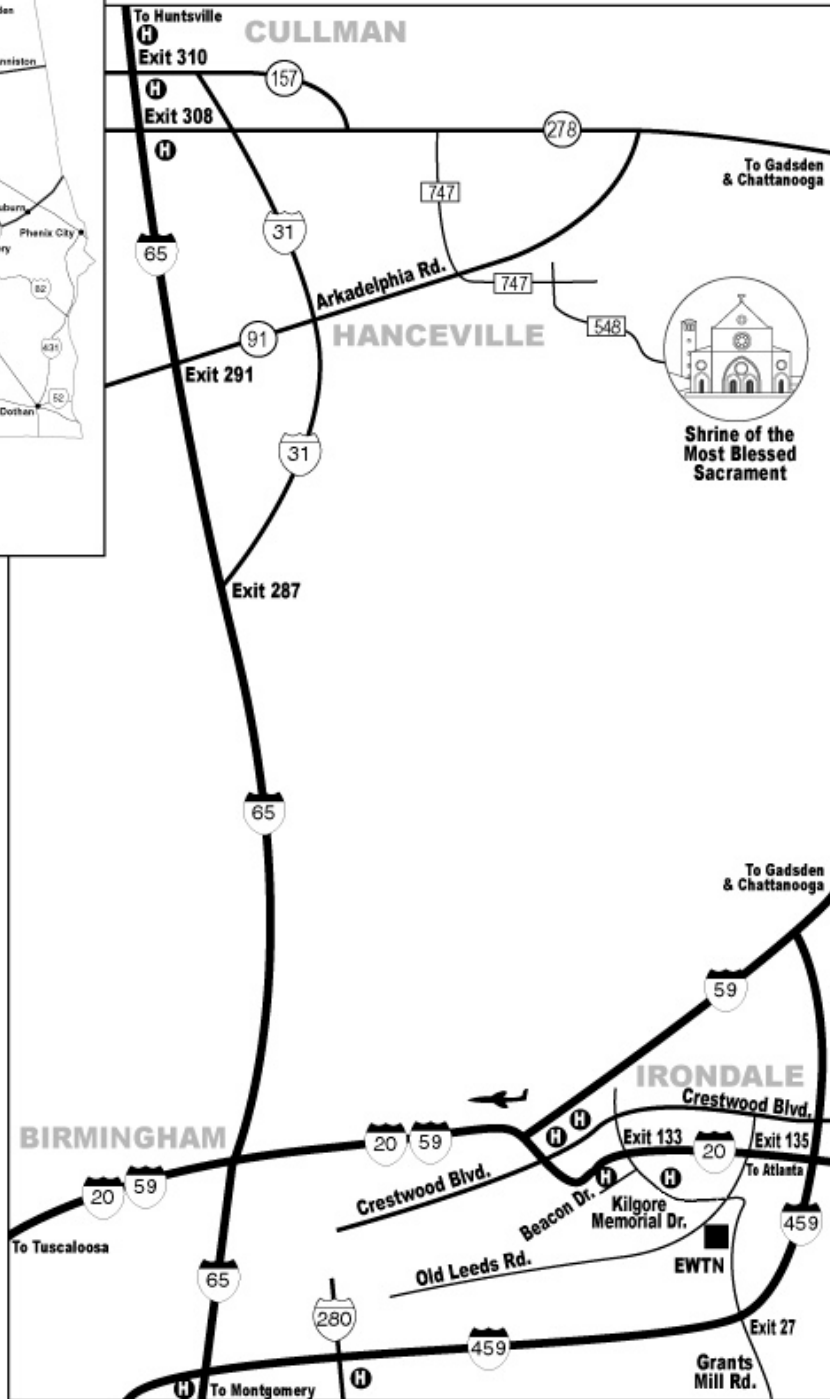 nniston
Phenix City
82
431
52
Dothan
To Huntsville
H
CULLMAN
Exit 310
157
H
Exit 308
278
H
To Gadsden
& Chattanooga
747
31
65
Arkadelphia Rd.
747
91
HANCEVILLE
548
Exit 291
Shrine of the
Most Blessed
Sacrament
31
Exit 287
65
To Gadsden
& Chattanooga
59
IRONDALE
Crestwood Blvd.
BIRMINGHAM
20
59
H
H
Exit 133
20
Exit 135
To Atlanta
20
59
Crestwood Blvd.
H
H
Beacon Dr.
Kilgore
Memorial Dr.
459
To Tuscaloosa
EWTN
65
Old Leeds Rd.
280
459
Exit 27
H
To Montgomery
H
Grants
Mill Rd.